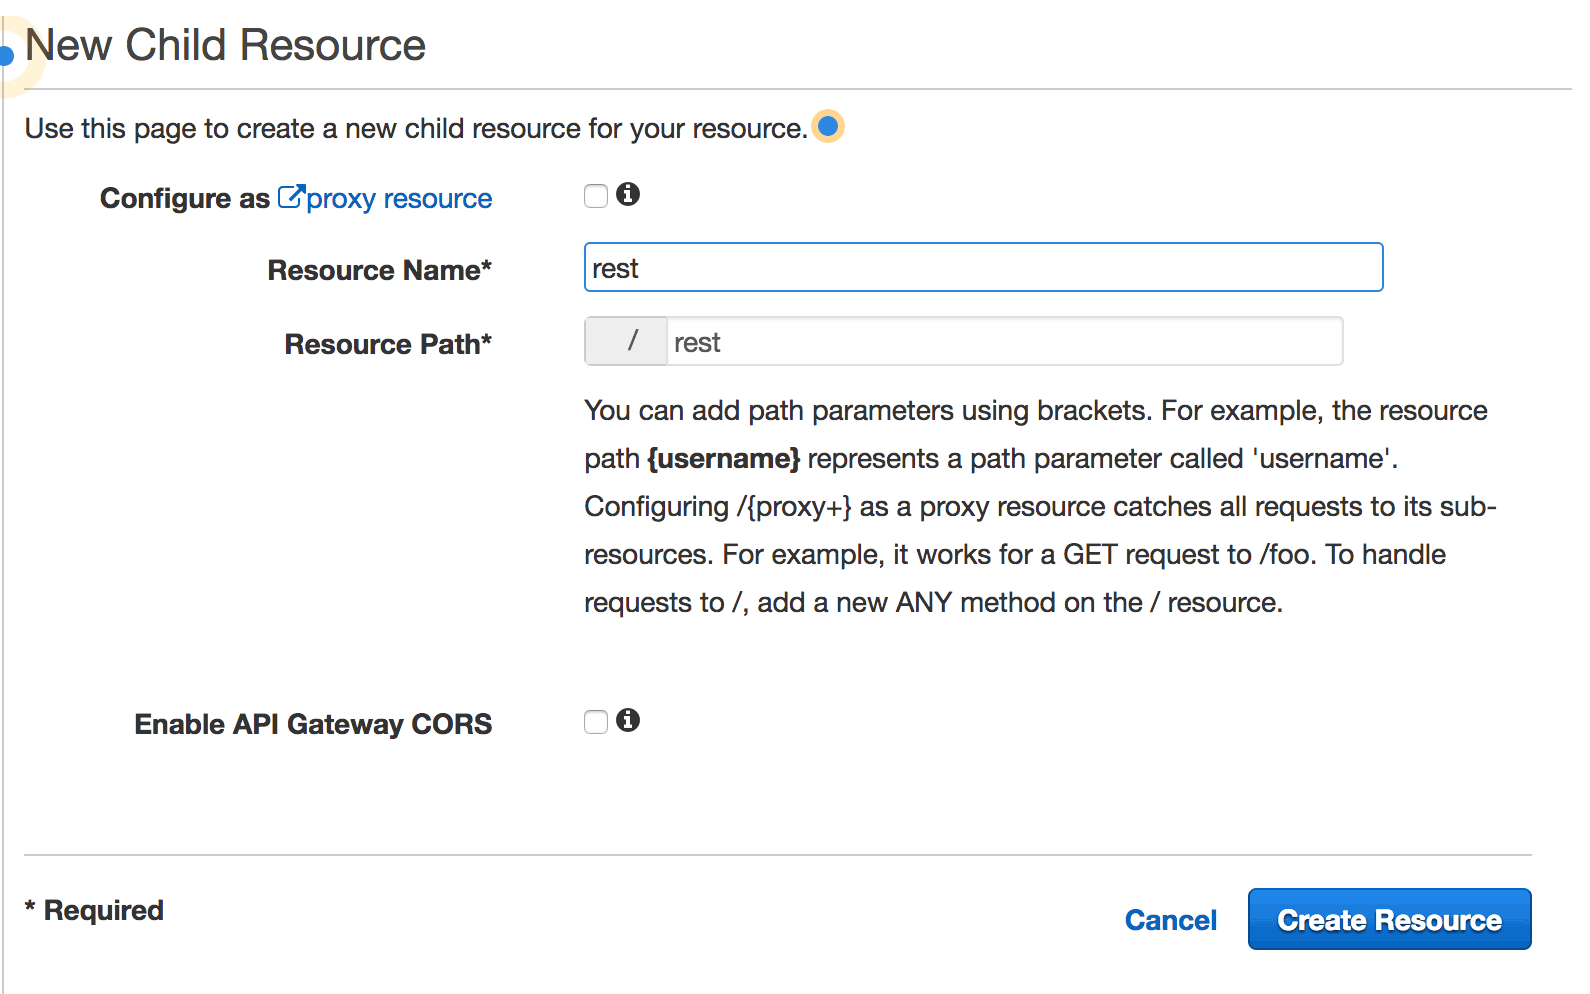 New Child Resource
Use this page to create a new child resource for your resource.
Configure as proxy resource
Resource Name* rest
Resource Path* / rest
You can add path parameters using brackets. For example, the resource
path {username} represents a path parameter called 'username'.
Configuring /{proxy+} as a proxy resource catches all requests to its sub-
resources. For example, it works for a GET request to /foo. To handle
requests to /, add a new ANY method on the / resource.
Enable API Gateway CORS
* Required
Cancel Create Resource